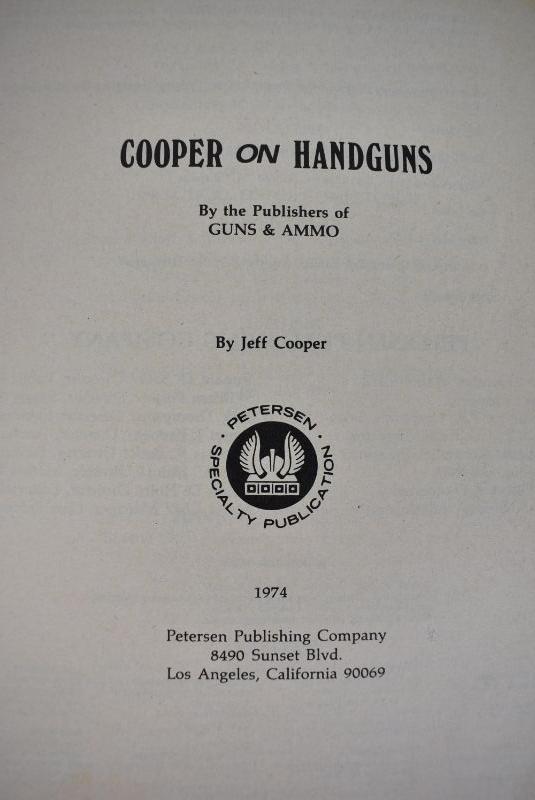 COOPER ON HANDGUNS
By the Publishers of
GUNS & AMMO
By Jeff Cooper
• PETERSEN •
SPECIALTY PUBLICATION
1974
Petersen Publishing Company
8490 Sunset Blvd.
Los Angeles, California 90069